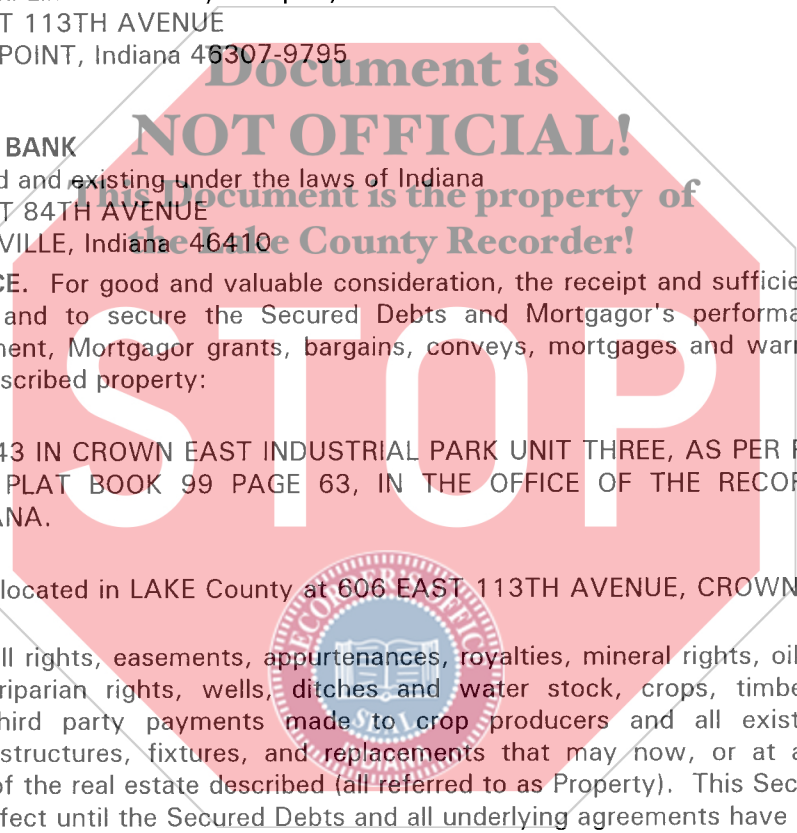 T 113TH AVENUE
POINT, Indiana 46307-9795
Document is
NOT OFFICIAL!
BANK
d and existing under the laws of Indiana
This Document is the property of
T 84TH AVENUE
VILLE, Indiana 46410
the Lake County Recorder!
CE. For good and valuable consideration, the receipt and sufficie
and to secure the Secured Debts and Mortgagor's performa
ment, Mortgagor grants, bargains, conveys, mortgages and warr
scribed property:
STOP
43 IN CROWN EAST INDUSTRIAL PARK UNIT THREE, AS PER
PLAT BOOK 99 PAGE 63, IN THE OFFICE OF THE RECOR
ANA.
located in LAKE County at 606 EAST 113TH AVENUE, CROWN
RECORDER'S OFFICE
ll rights, easements, appurtenances, royalties, mineral rights, oil
riparian rights, wells, ditches and water stock, crops, timbe
hird party payments made to crop producers and all exist
SEAL
structures, fixtures, and replacements that may now, or at a
INDIANA
of the real estate described (all referred to as Property). This Sec
fect until the Secured Debts and all underlying agreements have